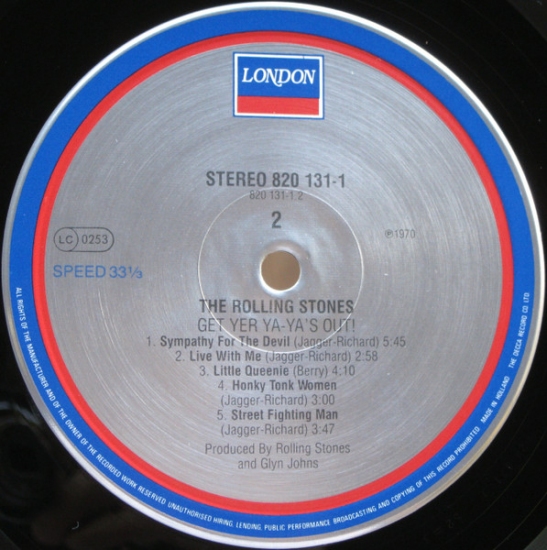 LONDON
STEREO 820 131-1
820 131-1.2
2
LC 0253
℗1970
SPEED 33⅓
THE ROLLING STONES
GET YER YA-YA'S OUT!
1. Sympathy For The Devil (Jagger-Richard) 5:45
2. Live With Me (Jagger-Richard) 2:58
3. Little Queenie (Berry) 4:10
4. Honky Tonk Women
(Jagger-Richard) 3:00
5. Street Fighting Man
(Jagger-Richard) 3:47
Produced By Rolling Stones
and Glyn Johns
ALL RIGHTS OF THE MANUFACTURER AND OF THE OWNER OF THE RECORDED WORK RESERVED UNAUTHORISED HIRING, LENDING, PUBLIC PERFORMANCE BROADCASTING AND COPYING OF THIS RECORD PROHIBITED MADE IN HOLLAND THE DECCA RECORD CO LTD